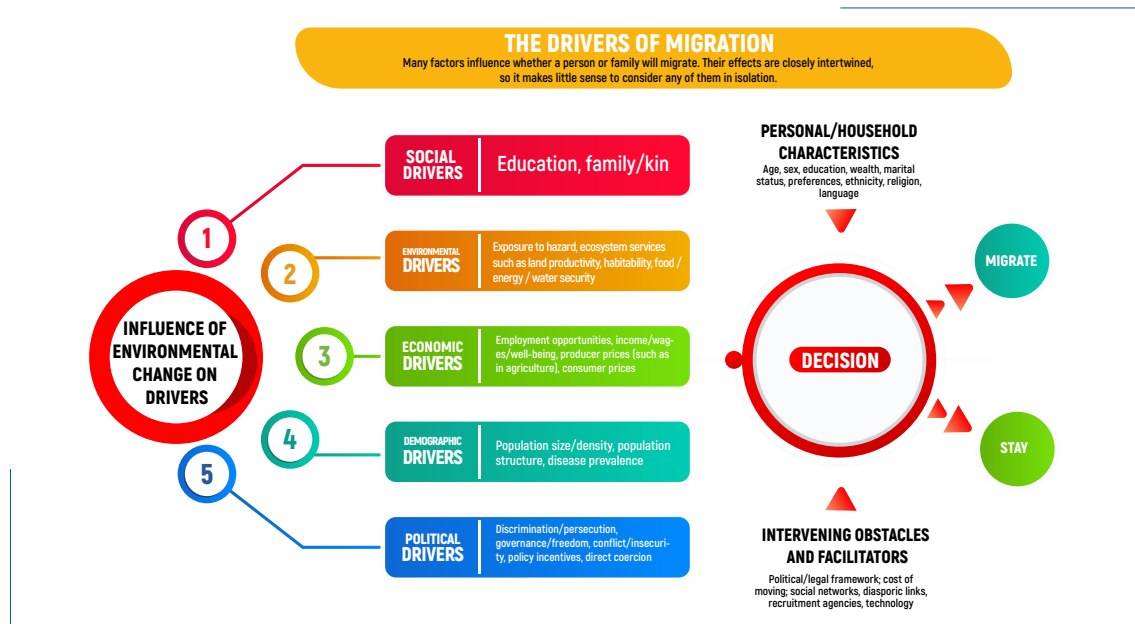 THE DRIVERS OF MIGRATION
Many factors influence whether a person or family will migrate. Their effects are closely intertwined,
so it makes little sense to consider any of them in isolation.
INFLUENCE OF
ENVIRONMENTAL
CHANGE ON
DRIVERS
1
SOCIAL
DRIVERS
Education, family/kin
2
ENVIRONMENTAL
DRIVERS
Exposure to hazard, ecosystem services
such as land productivity, habitability, food /
energy / water security
3
ECONOMIC
DRIVERS
Employment opportunities, income/wag-
es/well-being, producer prices (such as
in agriculture), consumer prices
4
DEMOGRAPHIC
DRIVERS
Population size/density, population
structure, disease prevalence
5
POLITICAL
DRIVERS
Discrimination/persecution,
governance/freedom, conflict/insecuri-
ty, policy incentives, direct coercion
PERSONAL/HOUSEHOLD
CHARACTERISTICS
Age, sex, education, wealth, marital
status, preferences, ethnicity, religion,
language
DECISION
MIGRATE
STAY
INTERVENING OBSTACLES
AND FACILITATORS
Political/legal framework; cost of
moving; social networks, diasporic links,
recruitment agencies, technology